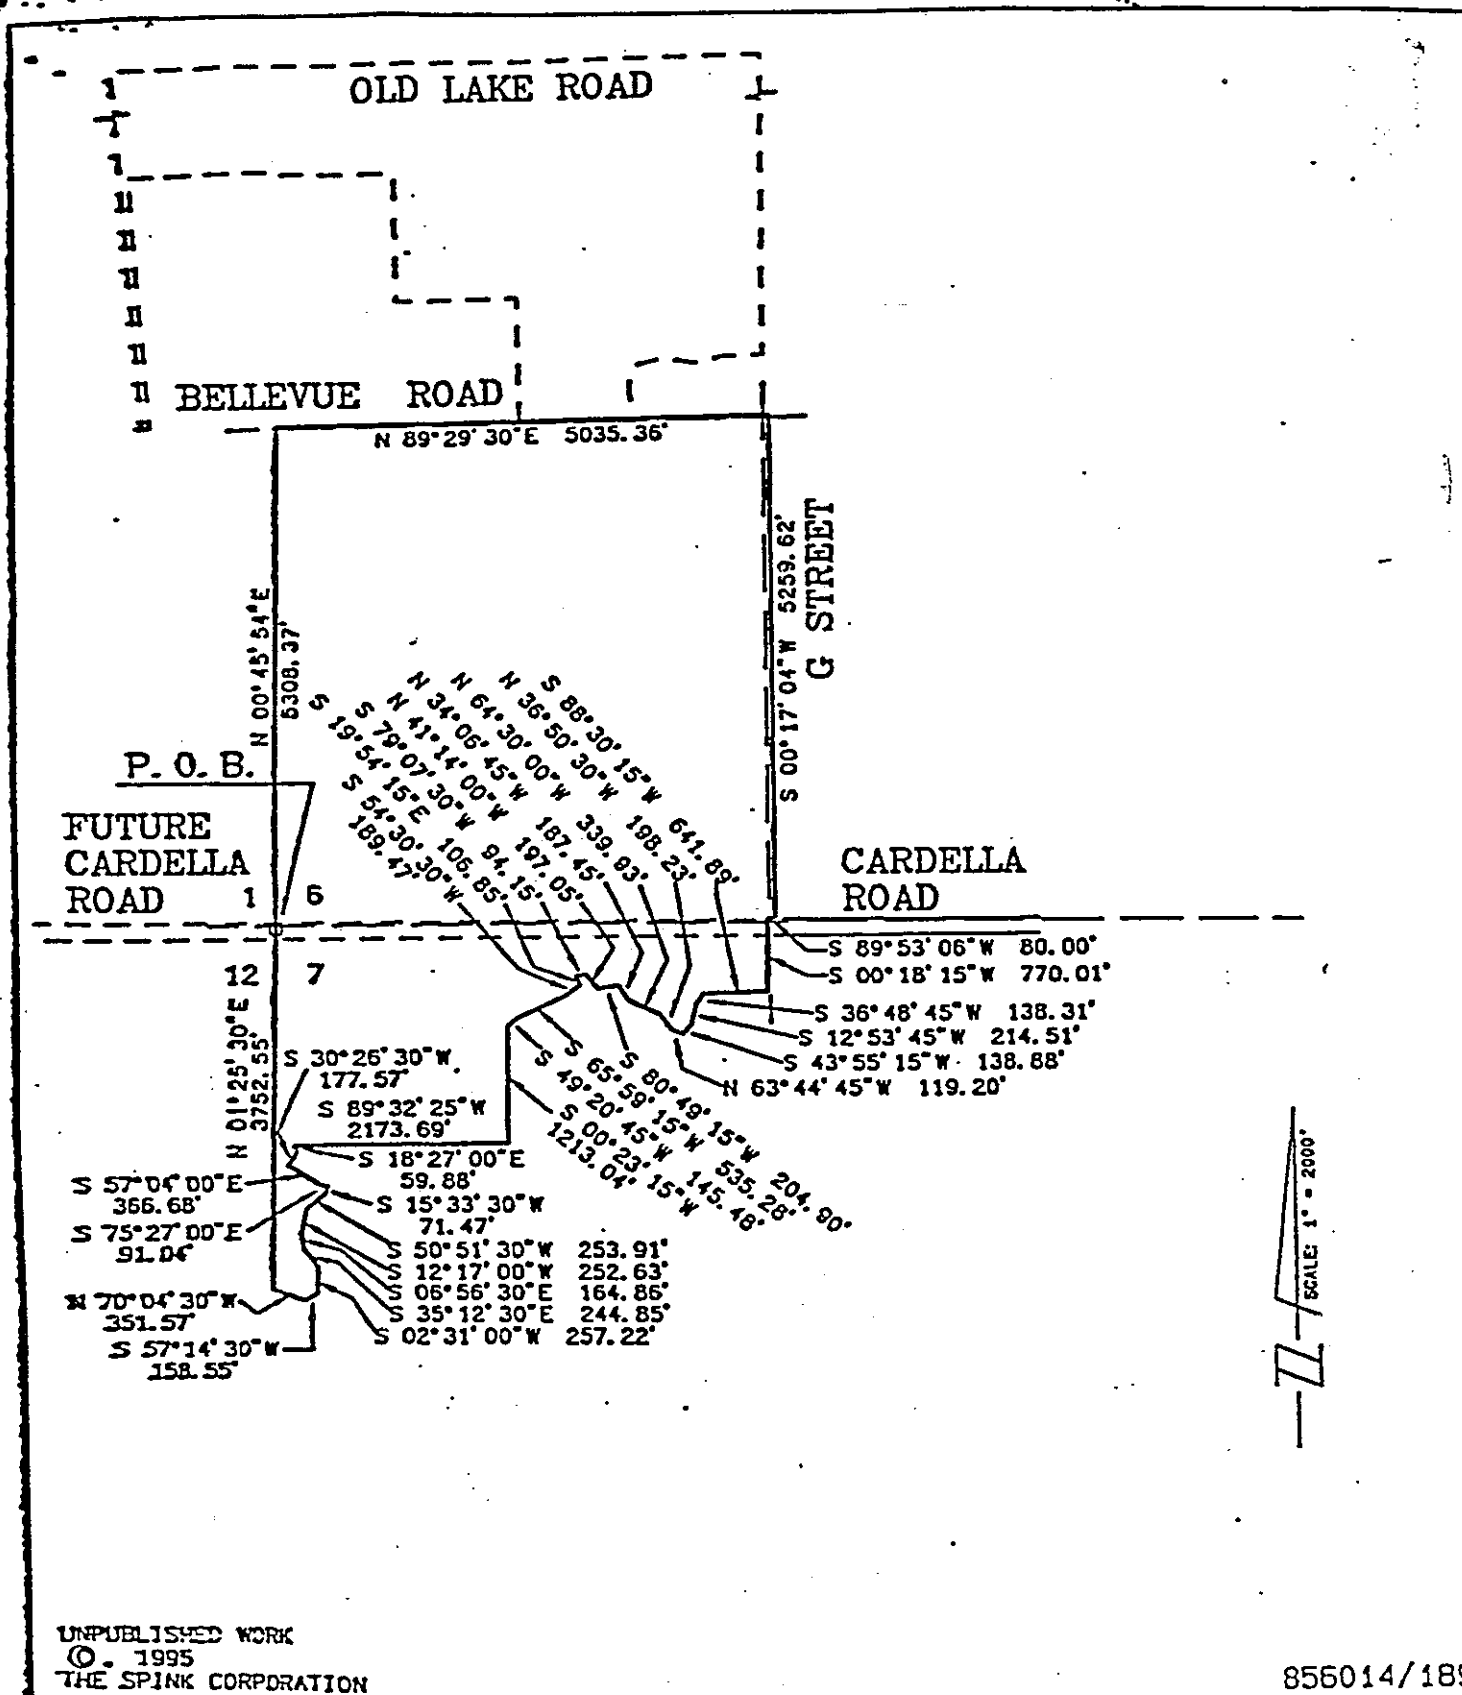 OLD LAKE ROAD
BELLEVUE ROAD
N 89°29'30"E 5035.36'
N 00°45'54"E
5308.37'
S 00°17'04"W 5259.62'
G STREET
P.O.B.
FUTURE
CARDELLA
ROAD
1 6
12 7
CARDELLA
ROAD
S 88°30'15"W 641.89'
N 36°50'30"W 198.23'
N 64°30'00"W 339.93'
N 34°06'45"W 187.45'
N 41°14'00"W 197.05'
S 79°07'30"W 94.15'
S 19°54'15"E 106.85'
S 54°30'30"W
189.47'
S 89°53'06"W 80.00'
S 00°18'15"W 770.01'
S 36°48'45"W 138.31'
S 12°53'45"W 214.51'
S 43°55'15"W 138.88'
N 63°44'45"W 119.20'
S 80°49'15"W 204.90'
S 65°59'15"W 535.28'
S 49°20'45"W 145.48'
S 00°23'15"W
1213.04'
N 01°25'30"E
3752.55'
S 30°26'30"W
177.57'
S 89°32'25"W
2173.69'
S 18°27'00"E
59.88'
S 57°04'00"E
366.68'
S 15°33'30"W
71.47'
S 75°27'00"E
91.04'
S 50°51'30"W 253.91'
S 12°17'00"W 252.63'
S 06°56'30"E 164.86'
S 35°12'30"E 244.85'
S 02°31'00"W 257.22'
N 70°04'30"W
351.57'
S 57°14'30"W
158.55'
SCALE: 1" = 2000'
N
UNPUBLISHED WORK
©. 1995
THE SPINK CORPORATION
856014/189